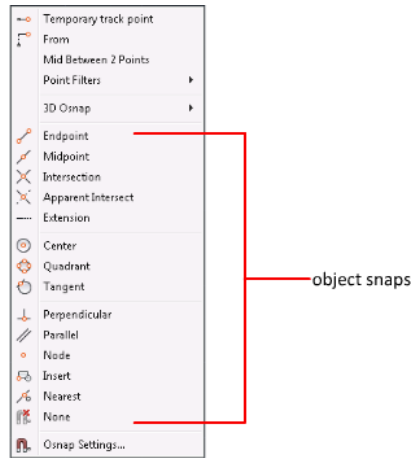 Temporary track point
From
Mid Between 2 Points
Point Filters
3D Osnap
Endpoint
Midpoint
Intersection
Apparent Intersect
Extension
Center
Quadrant
Tangent
Perpendicular
Parallel
Node
Insert
Nearest
None
Osnap Settings...
object snaps